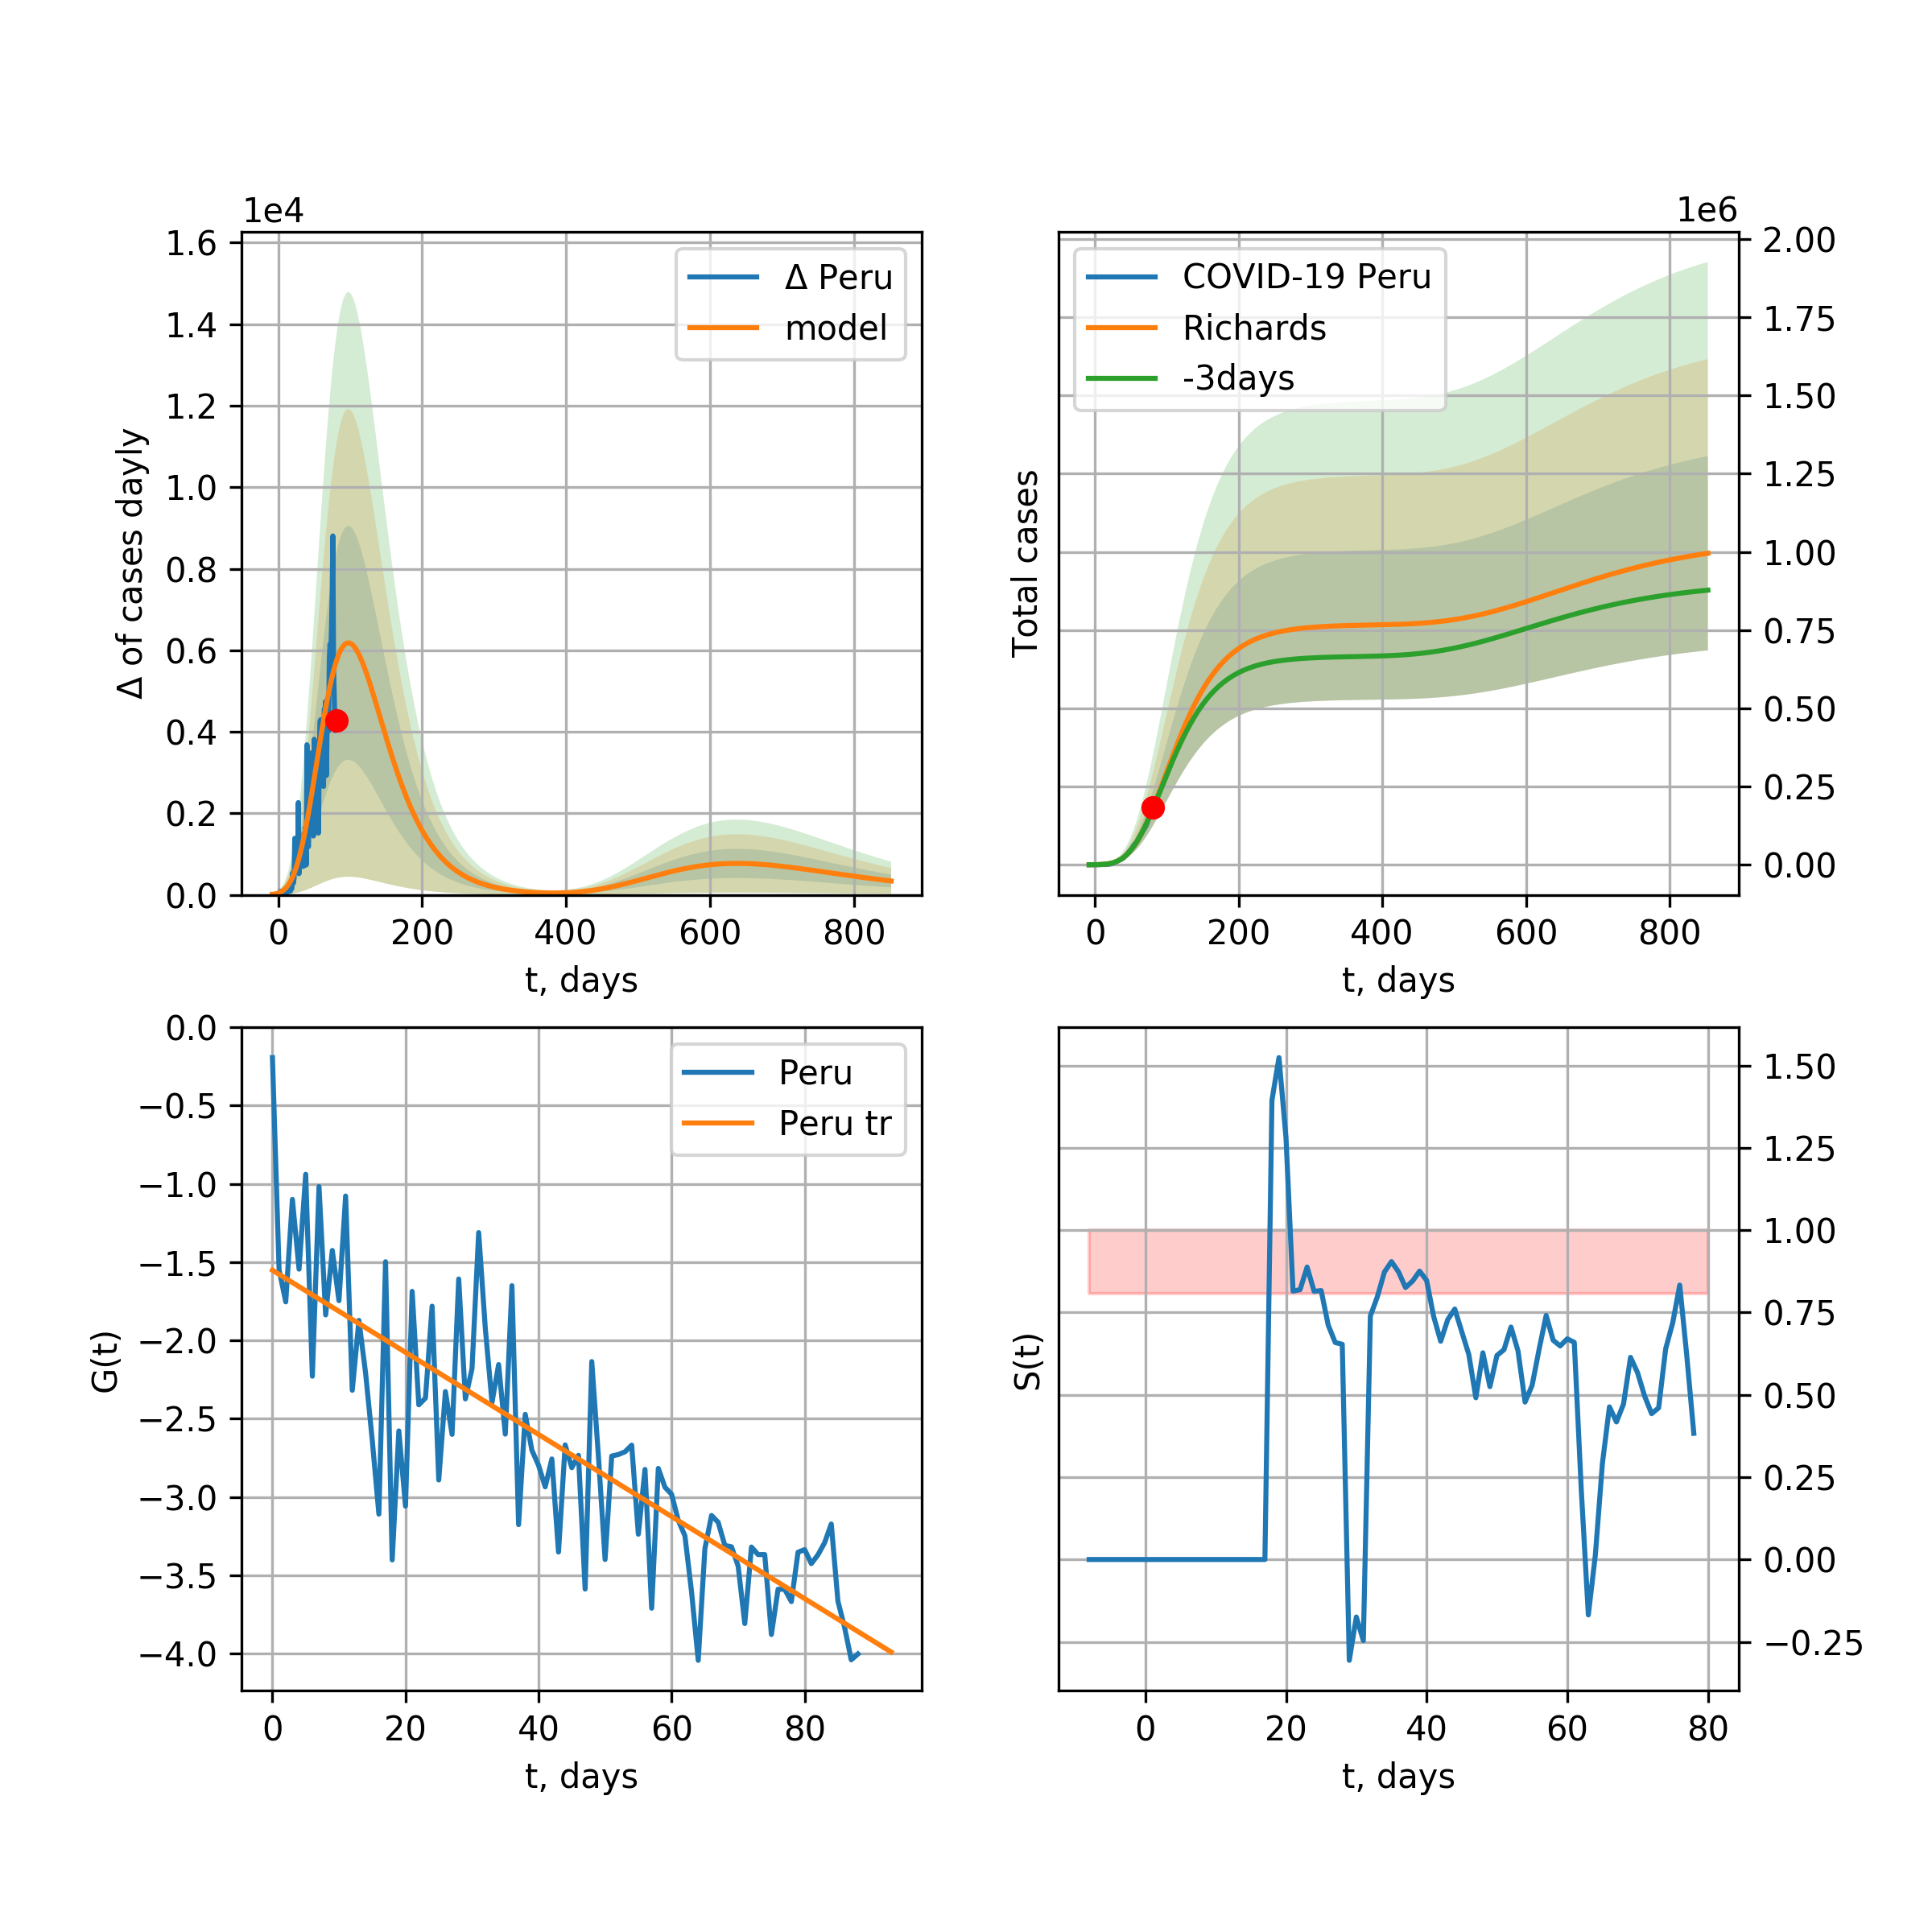 1e4
1.6
1.4
1.2
1.0
0.8
0.6
0.4
0.2
0.0
Δ of cases dayly
Δ Peru
model
0 200 400 600 800
t, days
1e6
2.00
1.75
1.50
1.25
1.00
0.75
0.50
0.25
0.00
Total cases
COVID-19 Peru
Richards
-3days
0 200 400 600 800
t, days
0.0
−0.5
−1.0
−1.5
−2.0
−2.5
−3.0
−3.5
−4.0
G(t)
Peru
Peru tr
0 20 40 60 80
t, days
1.50
1.25
1.00
0.75
0.50
0.25
0.00
−0.25
S(t)
0 20 40 60 80
t, days